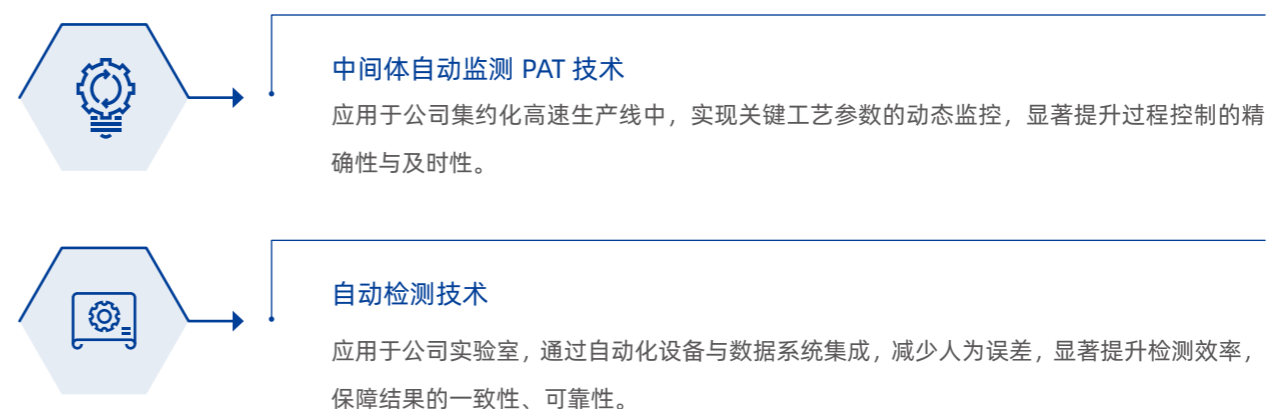 中间体自动监测 PAT 技术
应用于公司集约化高速生产线中，实现关键工艺参数的动态监控，显著提升过程控制的精
确性与及时性。
自动检测技术
应用于公司实验室，通过自动化设备与数据系统集成，减少人为误差，显著提升检测效率，
保障结果的一致性、可靠性。